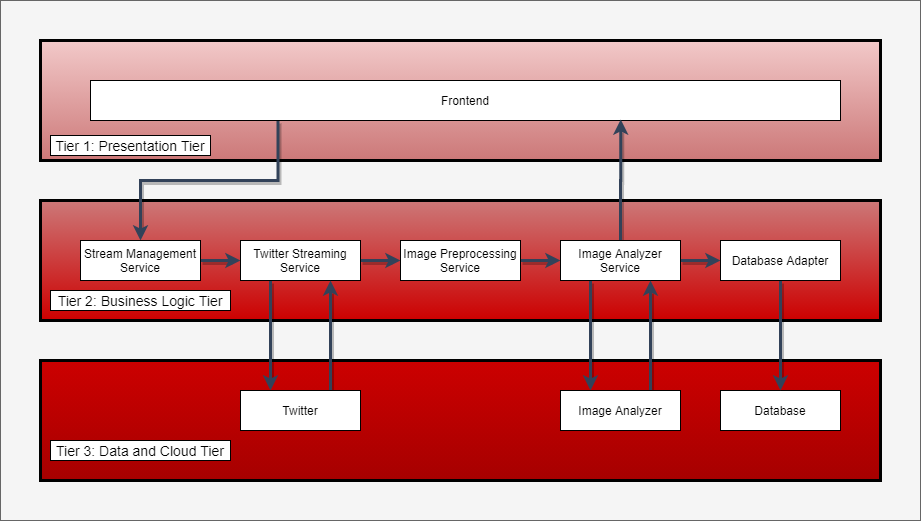 Frontend
Tier 1: Presentation Tier
Stream Management
Service
Twitter Streaming
Service
Image Preprocessing
Service
Image Analyzer
Service
Database Adapter
Tier 2: Business Logic Tier
Twitter
Image Analyzer
Database
Tier 3: Data and Cloud Tier